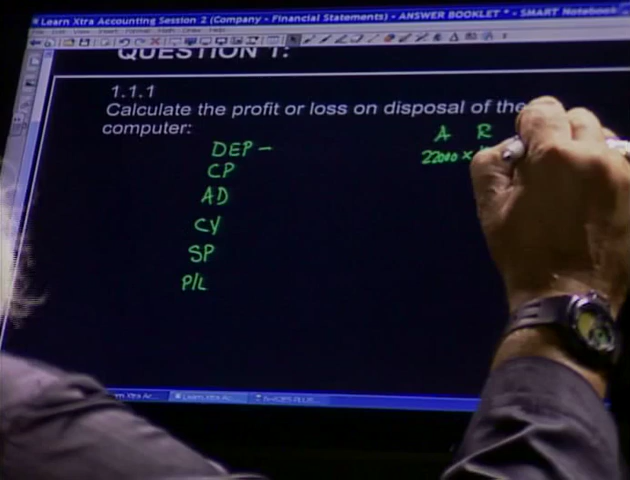 Learn Xtra Accounting Session 2 (Company - Financial Statements) - ANSWER BOOKLET * - SMART Notebook
QUESTION 1:
1.1.1
Calculate the profit or loss on disposal of the
computer:
A R
DEP - 22000 ×
CP
AD
CY
SP
P/L